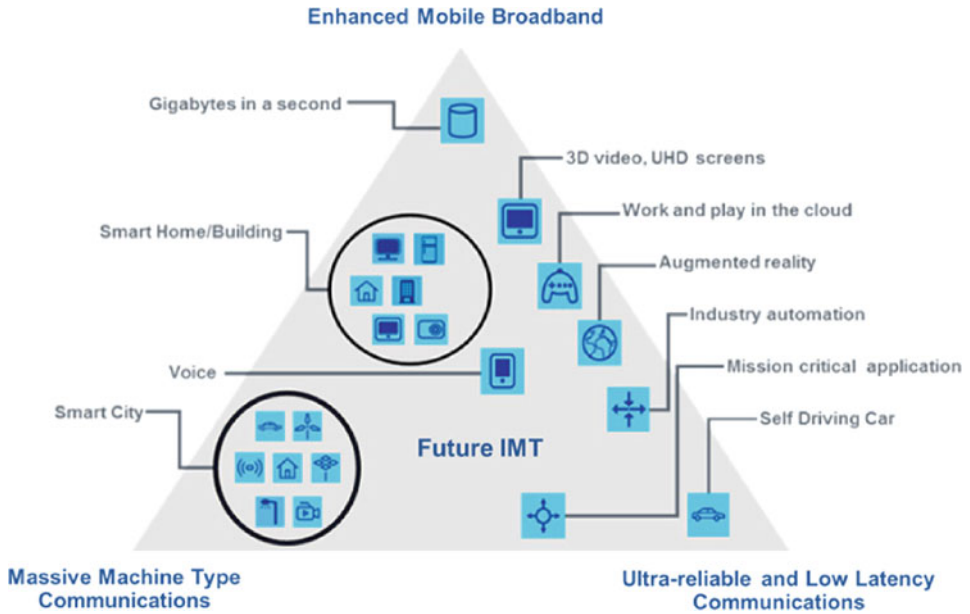 Enhanced Mobile Broadband
Gigabytes in a second
3D video, UHD screens
Work and play in the cloud
Smart Home/Building
Augmented reality
Industry automation
Mission critical application
Voice
Smart City
Self Driving Car
Future IMT
Massive Machine Type
Communications
Ultra-reliable and Low Latency
Communications